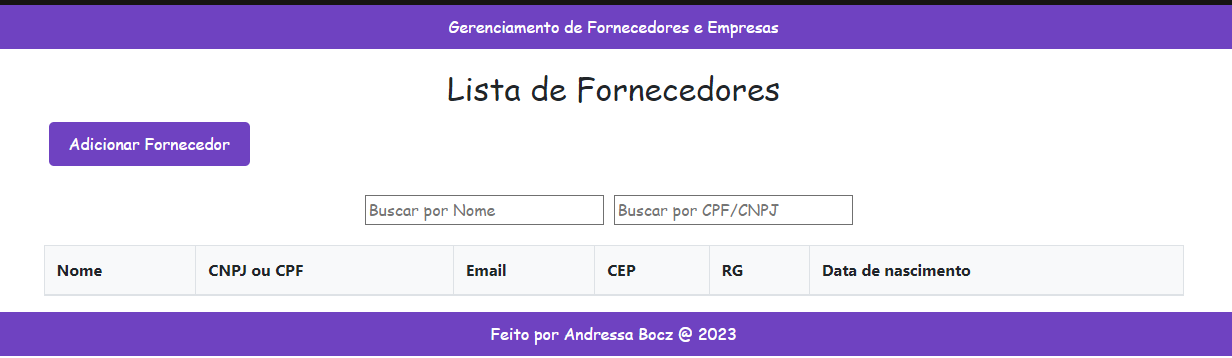 Gerenciamento de Fornecedores e Empresas
Lista de Fornecedores
Adicionar Fornecedor
Buscar por Nome Buscar por CPF/CNPJ
Nome CNPJ ou CPF Email CEP RG Data de nascimento
Feito por Andressa Bocz @ 2023